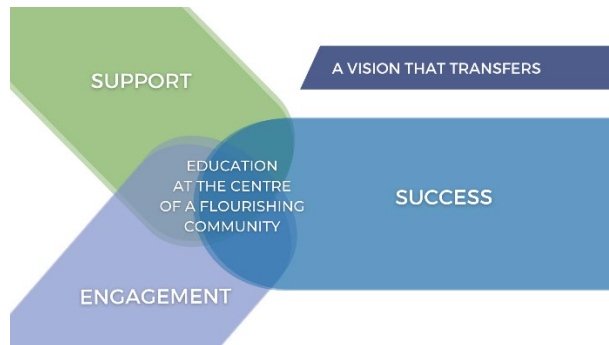 SUPPORT
A VISION THAT TRANSFERS
EDUCATION
AT THE CENTRE
OF A FLOURISHING
COMMUNITY
SUCCESS
ENGAGEMENT